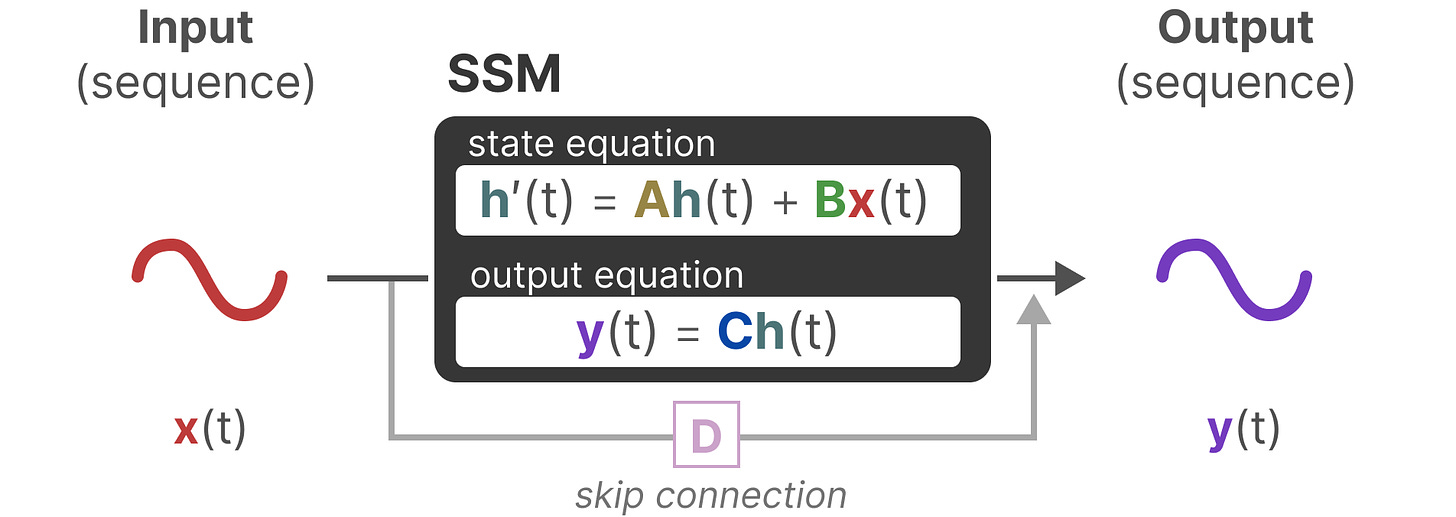 Input
(sequence)
SSM
Output
(sequence)
state equation
h′(t) = Ah(t) + Bx(t)
output equation
y(t) = Ch(t)
x(t)
D
y(t)
skip connection